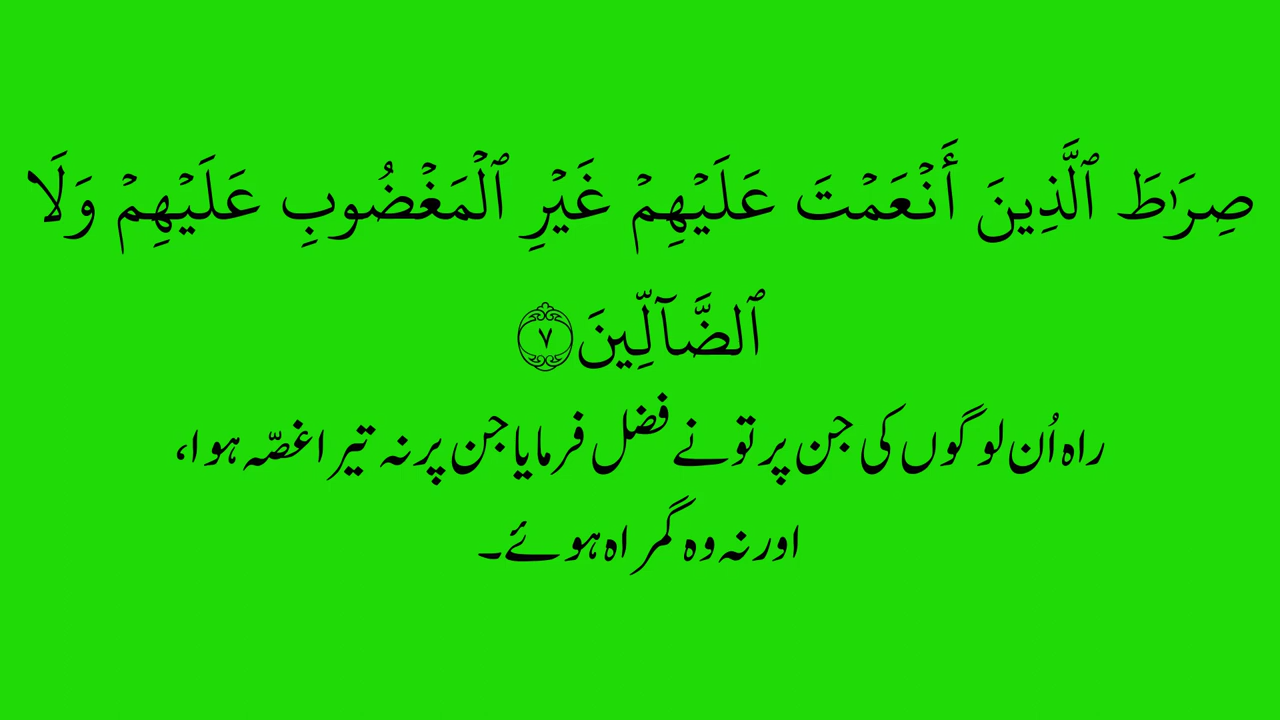 صِرَٰطَ ٱلَّذِينَ أَنۡعَمۡتَ عَلَيۡهِمۡ غَيۡرِ ٱلۡمَغۡضُوبِ عَلَيۡهِمۡ وَلَا
ٱلضَّآلِّينَ ۝٧
راہ اُن لوگوں کی جن پر تو نے فضل فرمایا جن پر نہ تیرا غصّہ ہوا،
اور نہ وہ گمراہ ہوئے۔